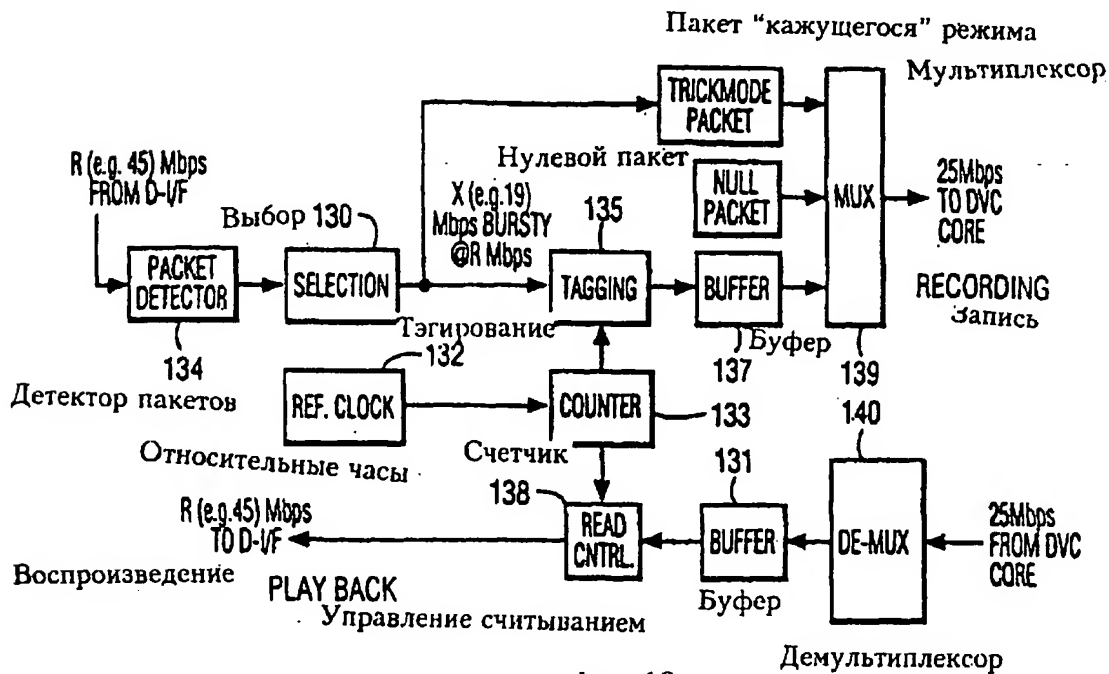 Пакет "кажущегося" режима
Мультиплексор
TRICKMODE
PACKET
R (e.g. 45) Mbps
FROM D-I/F
Нулевой пакет
NULL
PACKET
MUX
25Mbps
TO DVC
CORE
Выбор 130
X (e.g.19)
Mbps BURSTY
@R Mbps
135
PACKET
DETECTOR
SELECTION
TAGGING
BUFFER
RECORDING
Запись
Тэгирование
Буфер
134
132
137
139
Детектор пакетов
REF. CLOCK
COUNTER
133
140
Относительные часы
Счетчик
138
131
R (e.g.45) Mbps
TO D-I/F
READ
CNTRL.
BUFFER
DE-MUX
25Mbps
FROM DVC
CORE
Воспроизведение
PLAY BACK
Буфер
Управление считыванием
Демультиплексор